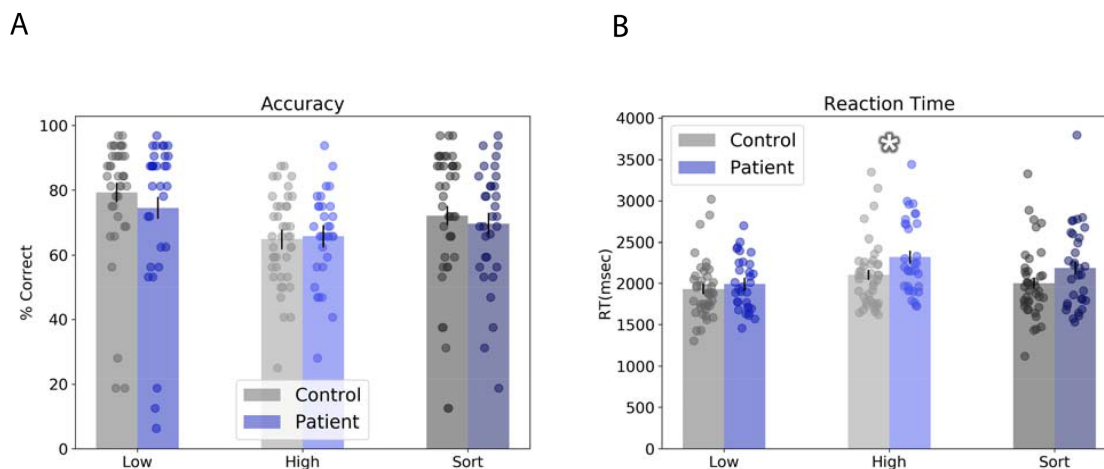 A
Accuracy
% Correct
100
80
60
40
20
0
Control
Patient
Low
High
Sort
B
Reaction Time
RT(msec)
4000
3500
3000
2500
2000
1500
1000
500
0
Control
Patient
*
Low
High
Sort